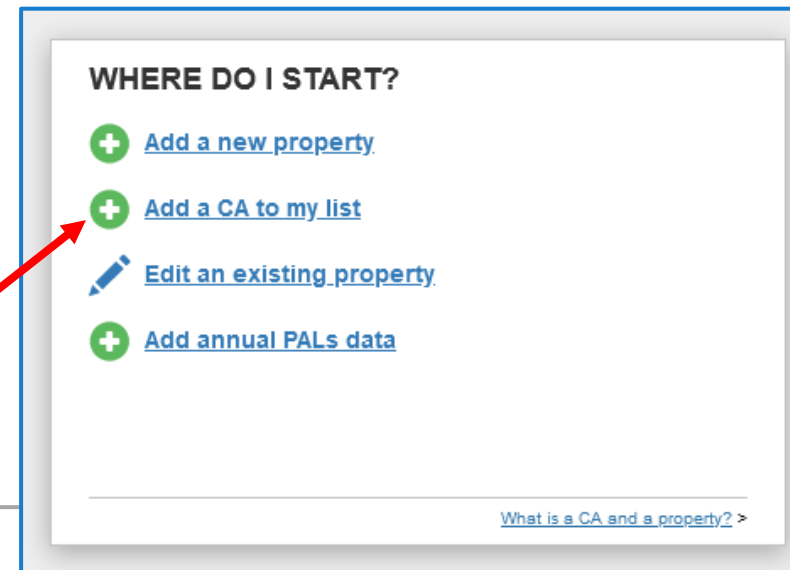 WHERE DO I START?
Add a new property
Add a CA to my list
Edit an existing property
Add annual PALs data
What is a CA and a property? >